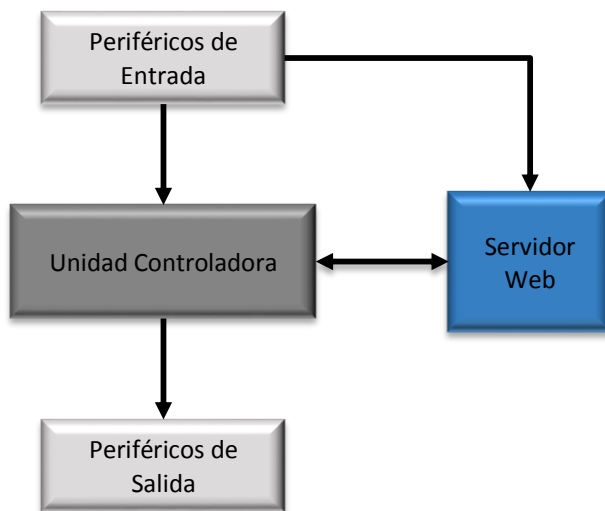 Periféricos de
Entrada
Unidad Controladora
Servidor
Web
Periféricos de
Salida